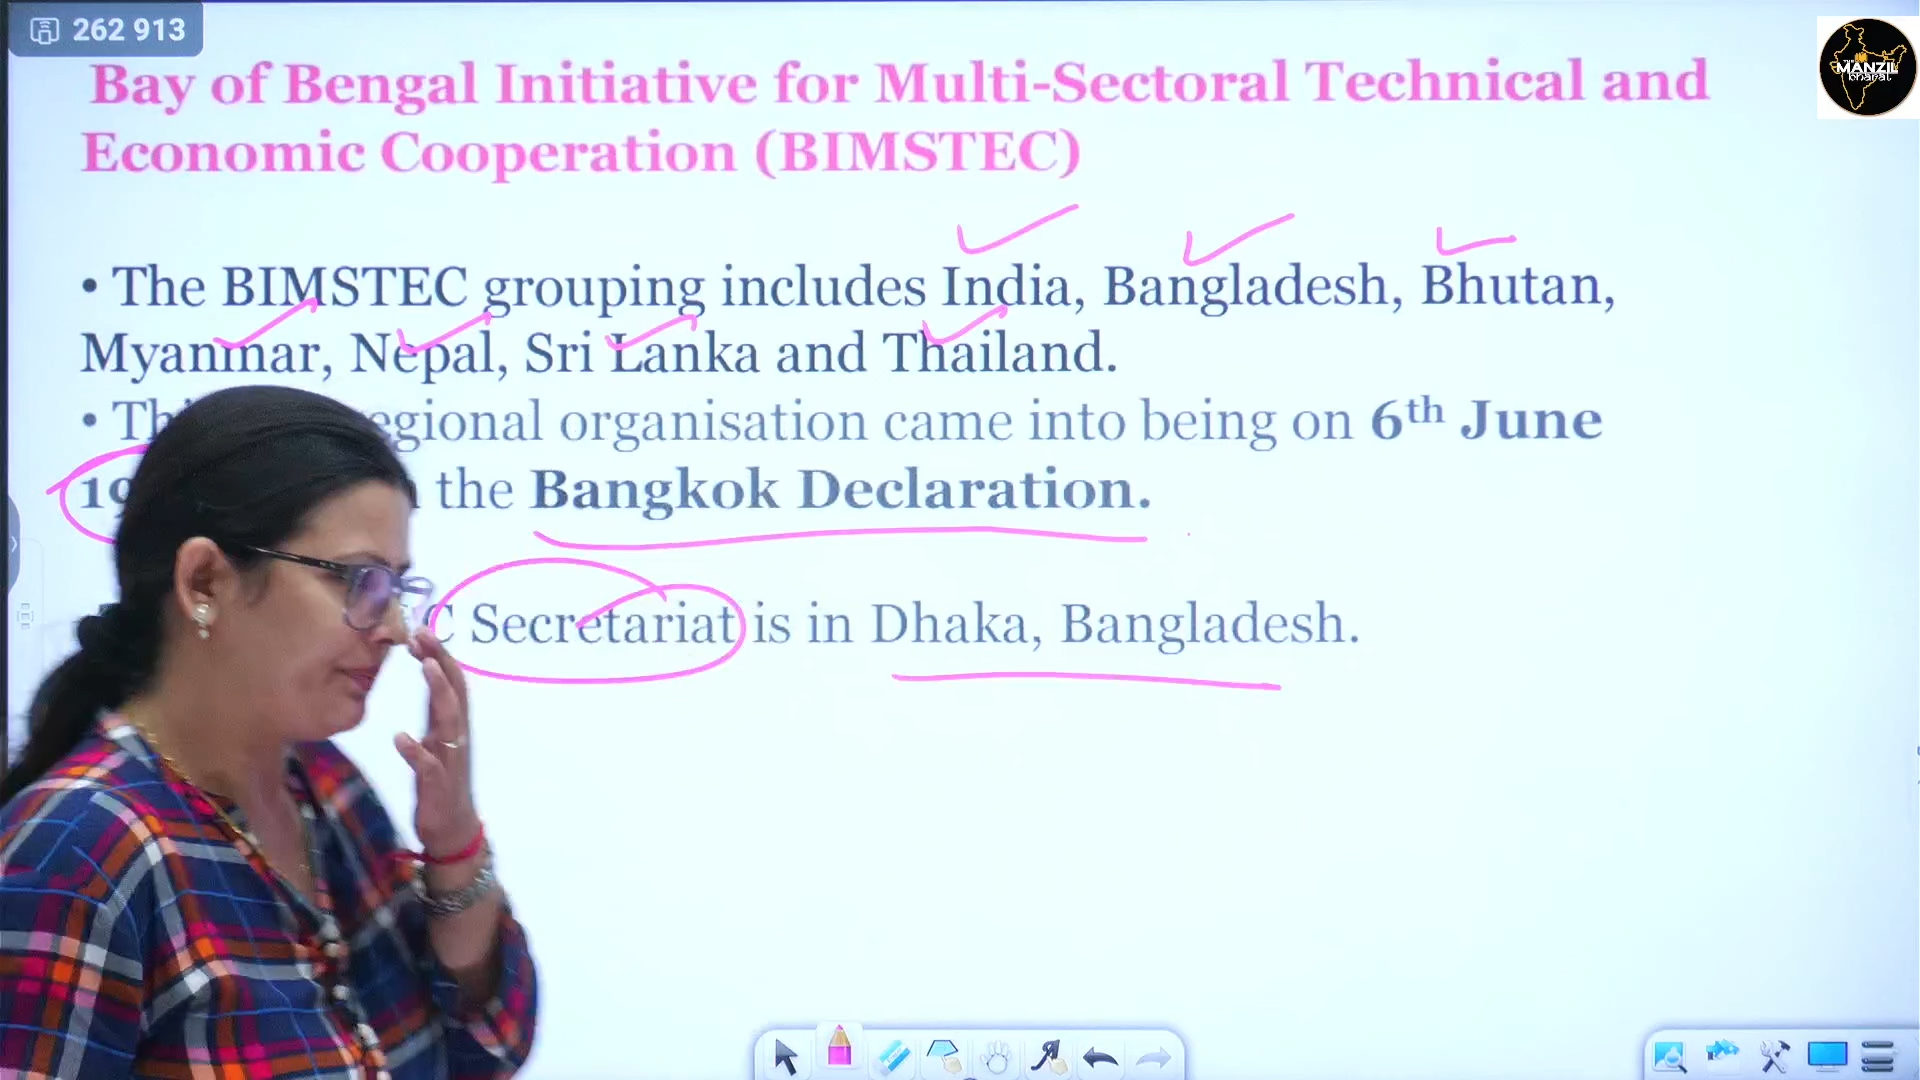 262 913
MANZIL
bharat
Bay of Bengal Initiative for Multi-Sectoral Technical and
Economic Cooperation (BIMSTEC)
• The BIMSTEC grouping includes India, Bangladesh, Bhutan,
Myanmar, Nepal, Sri Lanka and Thailand.
• regional organisation came into being on 6th June
the Bangkok Declaration.
Secretariat is in Dhaka, Bangladesh.